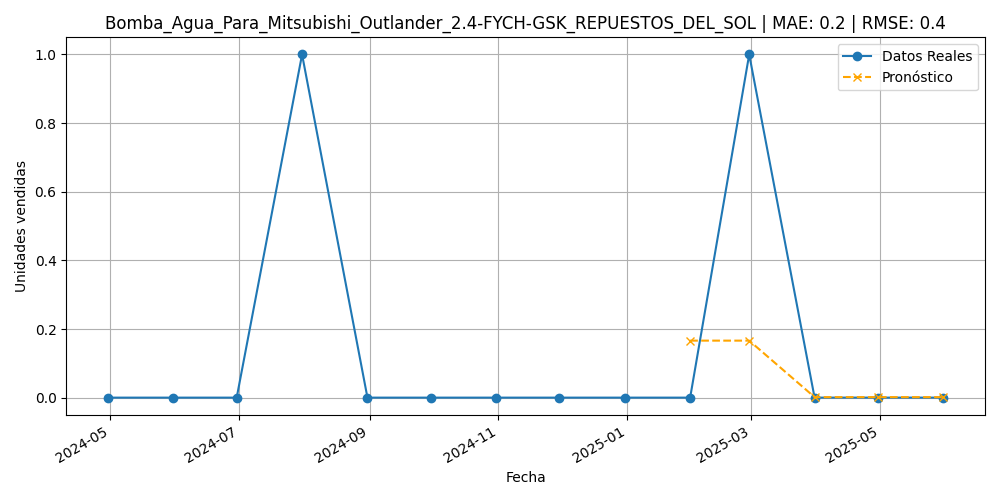 Bomba_Agua_Para_Mitsubishi_Outlander_2.4-FYCH-GSK_REPUESTOS_DEL_SOL | MAE: 0.2 | RMSE: 0.4
Datos Reales
Pronóstico
Unidades vendidas
1.0
0.8
0.6
0.4
0.2
0.0
2024-05
2024-07
2024-09
2024-11
2025-01
2025-03
2025-05
Fecha